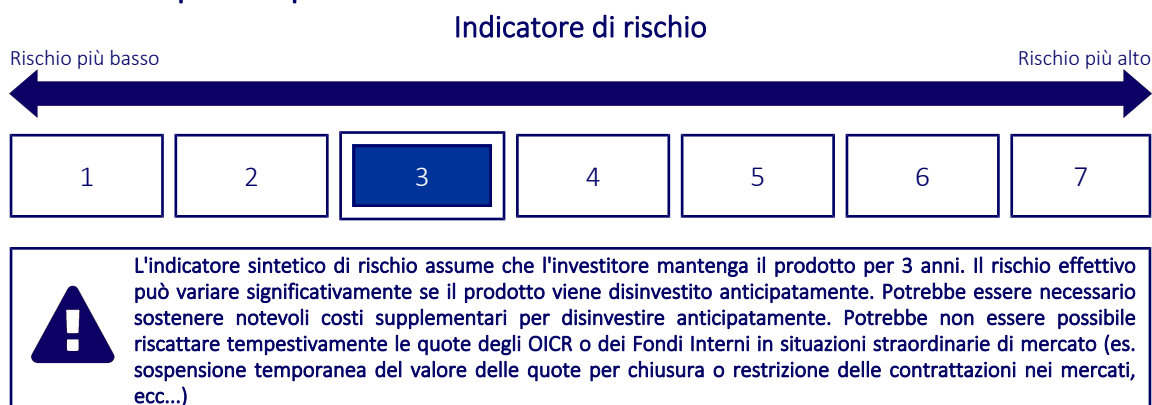 Indicatore di rischio
Rischio più basso
Rischio più alto
1
2
3
4
5
6
7
L'indicatore sintetico di rischio assume che l'investitore mantenga il prodotto per 3 anni. Il rischio effettivo
può variare significativamente se il prodotto viene disinvestito anticipatamente. Potrebbe essere necessario
sostenere notevoli costi supplementari per disinvestire anticipatamente. Potrebbe non essere possibile
riscattare tempestivamente le quote degli OICR o dei Fondi Interni in situazioni straordinarie di mercato (es.
sospensione temporanea del valore delle quote per chiusura o restrizione delle contrattazioni nei mercati,
ecc...)